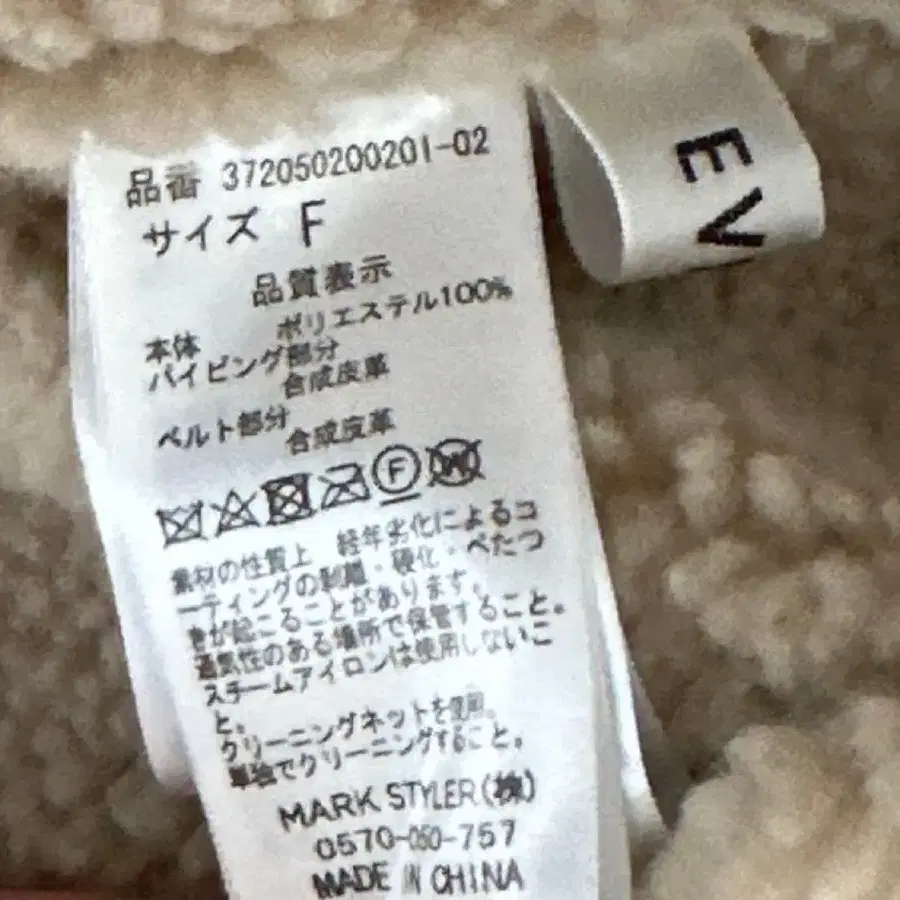 品番 372050200201-02
サイズ F
品質表示
本体 ポリエステル100%
パイピング部分
合成皮革
ベルト部分
合成皮革
F W
素材の性質上 経年劣化によるコ
ーティングの剥離・硬化・べたつ
きが起こることがあります。
通気性のある場所で保管すること。
スチームアイロンは使用しないこ
と。
クリーニングネットを使用。
単独でクリーニングすること。
MARK STYLER(株)
0570-050-757
MADE IN CHINA
EV